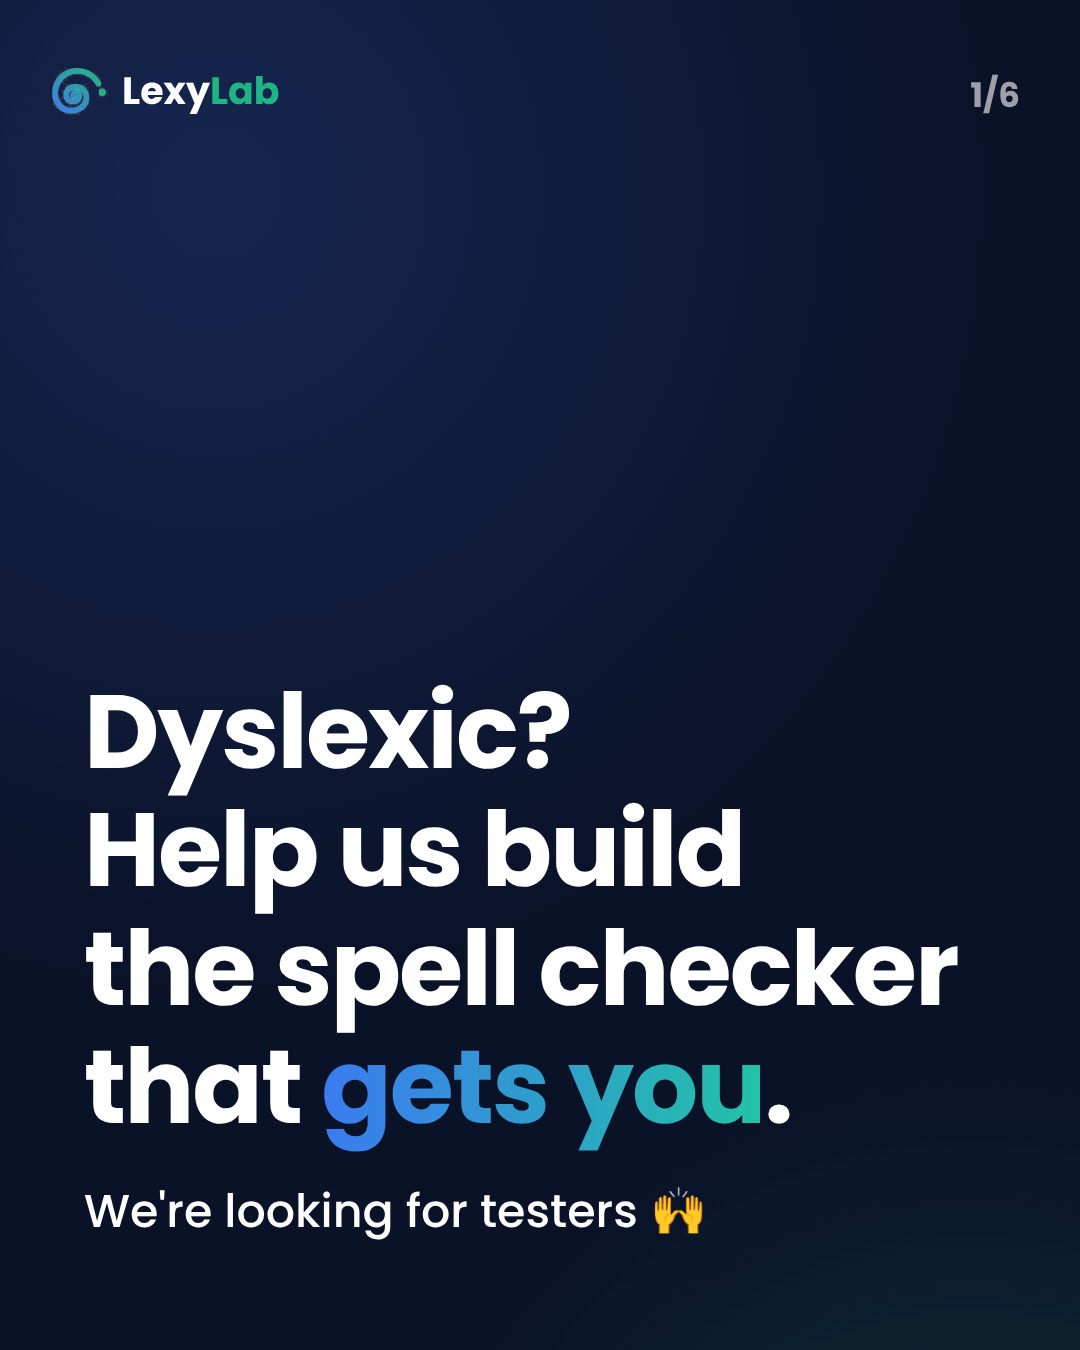 LexyLab
1/6
Dyslexic?
Help us build
the spell checker
that gets you.
We're looking for testers 🙌